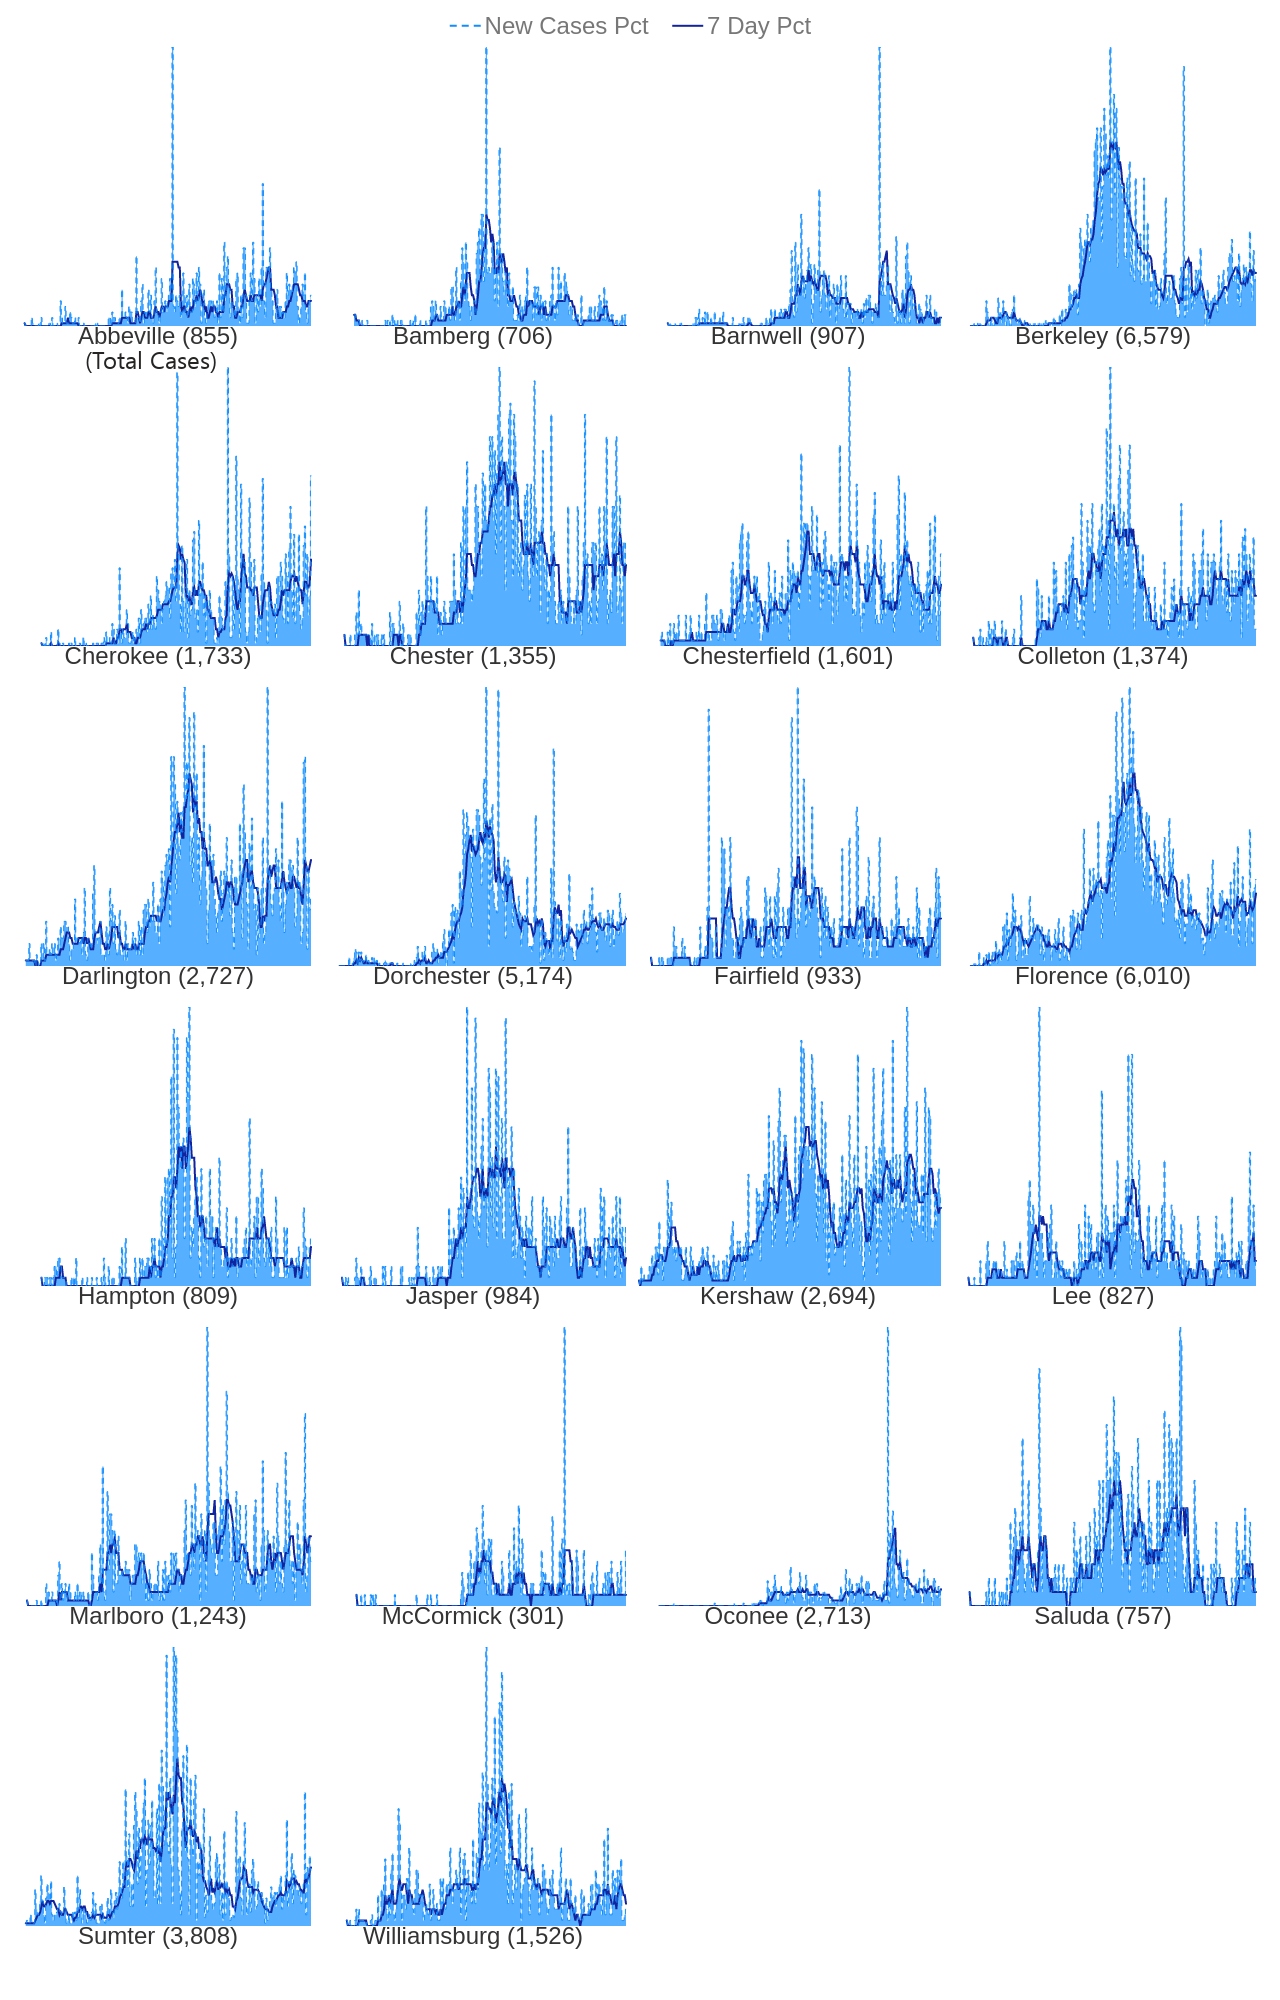 New Cases Pct 7 Day Pct
Abbeville (855) Bamberg (706) Barnwell (907) Berkeley (6,579)
(Total Cases)
Cherokee (1,733) Chester (1,355) Chesterfield (1,601) Colleton (1,374)
Darlington (2,727) Dorchester (5,174) Fairfield (933) Florence (6,010)
Hampton (809) Jasper (984) Kershaw (2,694) Lee (827)
Marlboro (1,243) McCormick (301) Oconee (2,713) Saluda (757)
Sumter (3,808) Williamsburg (1,526)